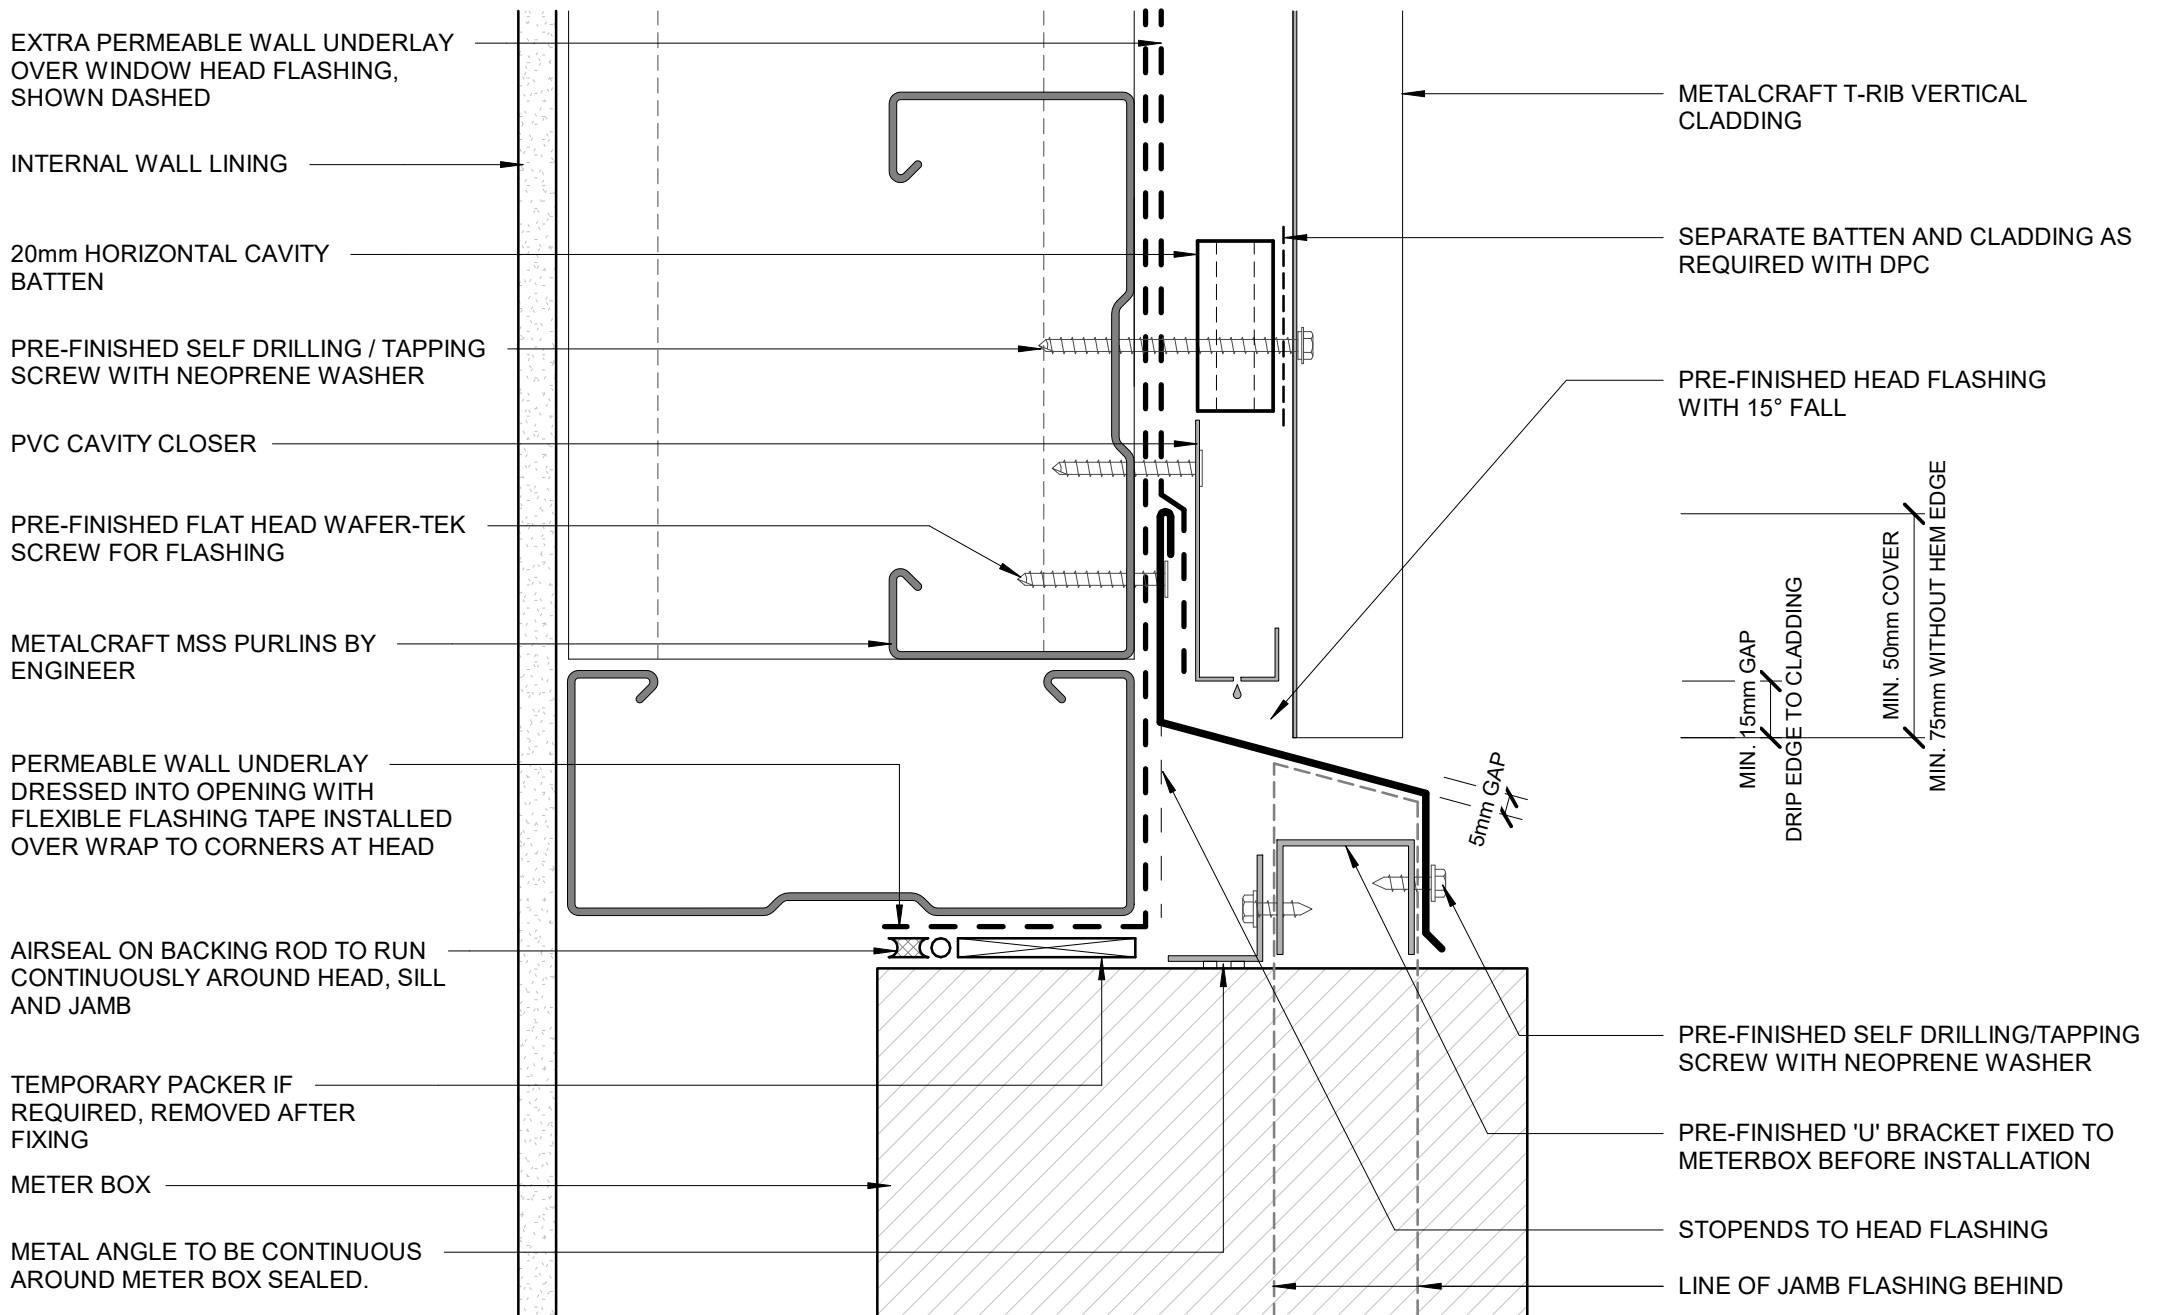 EXTRA PERMEABLE WALL UNDERLAY
OVER WINDOW HEAD FLASHING,
SHOWN DASHED
INTERNAL WALL LINING
20mm HORIZONTAL CAVITY
BATTEN
PRE-FINISHED SELF DRILLING / TAPPING
SCREW WITH NEOPRENE WASHER
PVC CAVITY CLOSER
PRE-FINISHED FLAT HEAD WAFER-TEK
SCREW FOR FLASHING
METALCRAFT MSS PURLINS BY
ENGINEER
PERMEABLE WALL UNDERLAY
DRESSED INTO OPENING WITH
FLEXIBLE FLASHING TAPE INSTALLED
OVER WRAP TO CORNERS AT HEAD
AIRSEAL ON BACKING ROD TO RUN
CONTINUOUSLY AROUND HEAD, SILL
AND JAMB
TEMPORARY PACKER IF
REQUIRED, REMOVED AFTER
FIXING
METER BOX
METAL ANGLE TO BE CONTINUOUS
AROUND METER BOX SEALED.
METALCRAFT T-RIB VERTICAL
CLADDING
SEPARATE BATTEN AND CLADDING AS
REQUIRED WITH DPC
PRE-FINISHED HEAD FLASHING
WITH 15° FALL
5mm GAP
MIN. 15mm GAP
DRIP EDGE TO CLADDING
MIN. 50mm COVER
MIN. 75mm WITHOUT HEM EDGE
PRE-FINISHED SELF DRILLING/TAPPING
SCREW WITH NEOPRENE WASHER
PRE-FINISHED 'U' BRACKET FIXED TO
METERBOX BEFORE INSTALLATION
STOPENDS TO HEAD FLASHING
LINE OF JAMB FLASHING BEHIND